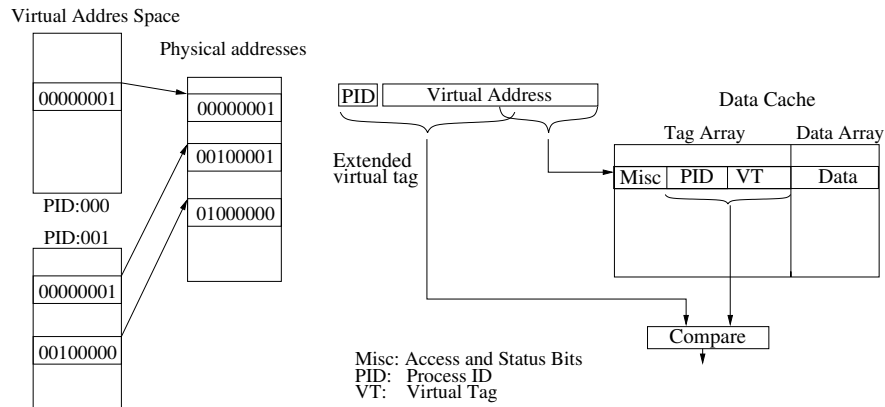 Virtual Addres Space
Physical addresses
00000001
PID:000
PID:001
00000001
00100000
00000001
00100001
01000000
PID Virtual Address
Extended
virtual tag
Data Cache
Tag Array Data Array
Misc PID VT Data
Compare
Misc: Access and Status Bits
PID: Process ID
VT: Virtual Tag